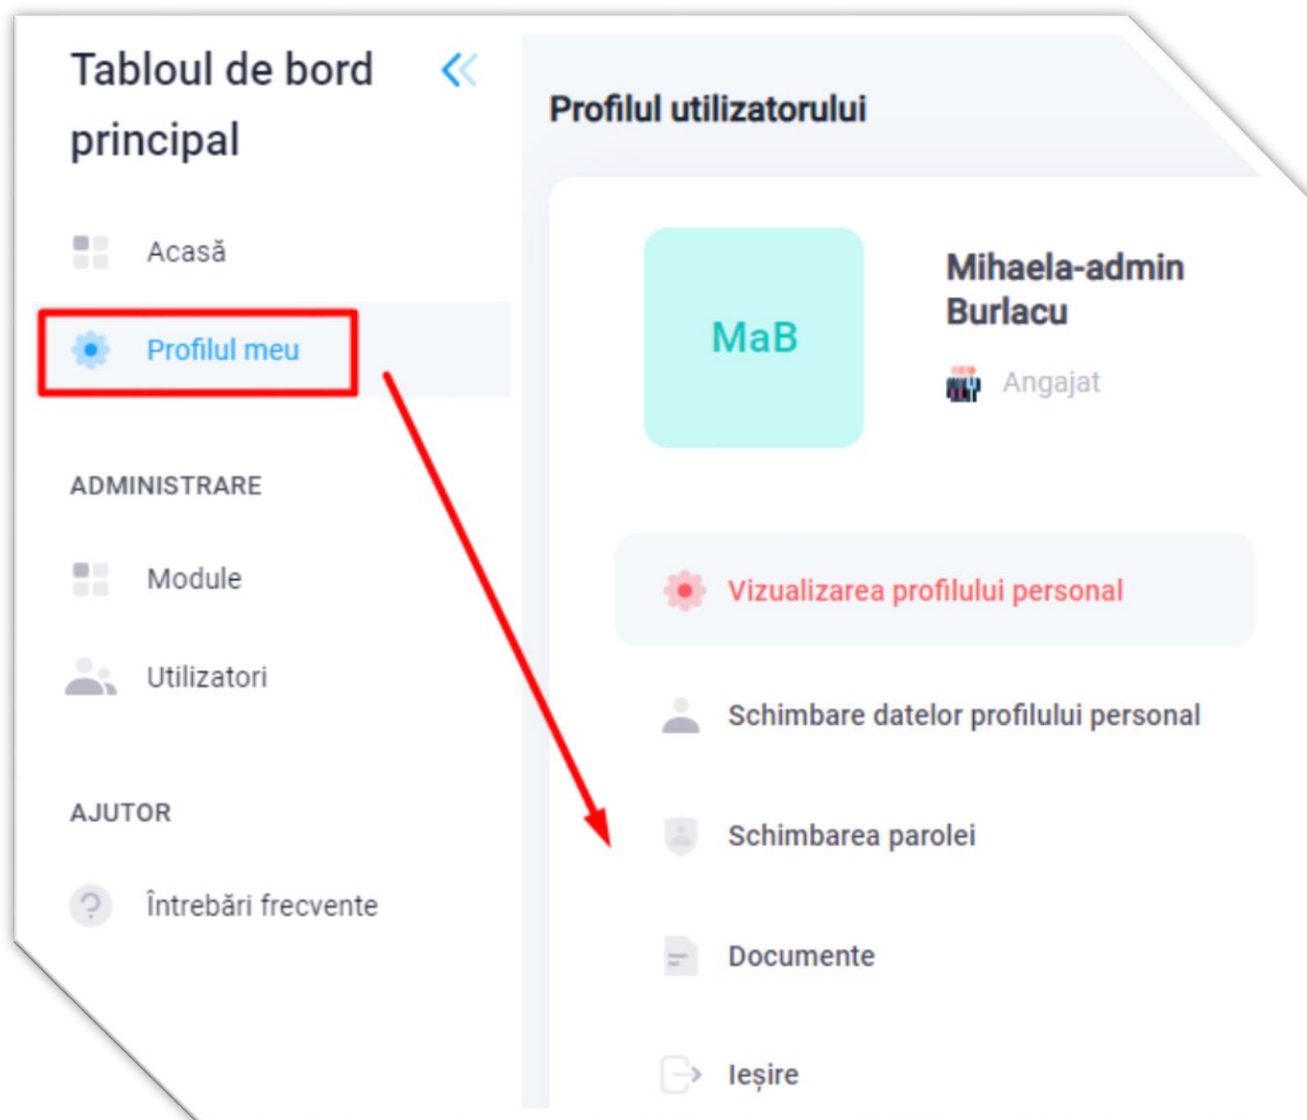 Tabloul de bord
principal
Acasă
Profilul meu
ADMINISTRARE
Module
Utilizatori
AJUTOR
Întrebări frecvente
Profilul utilizatorului
MaB
Mihaela-admin
Burlacu
Angajat
Vizualizarea profilului personal
Schimbare datelor profilului personal
Schimbarea parolei
Documente
Ieșire